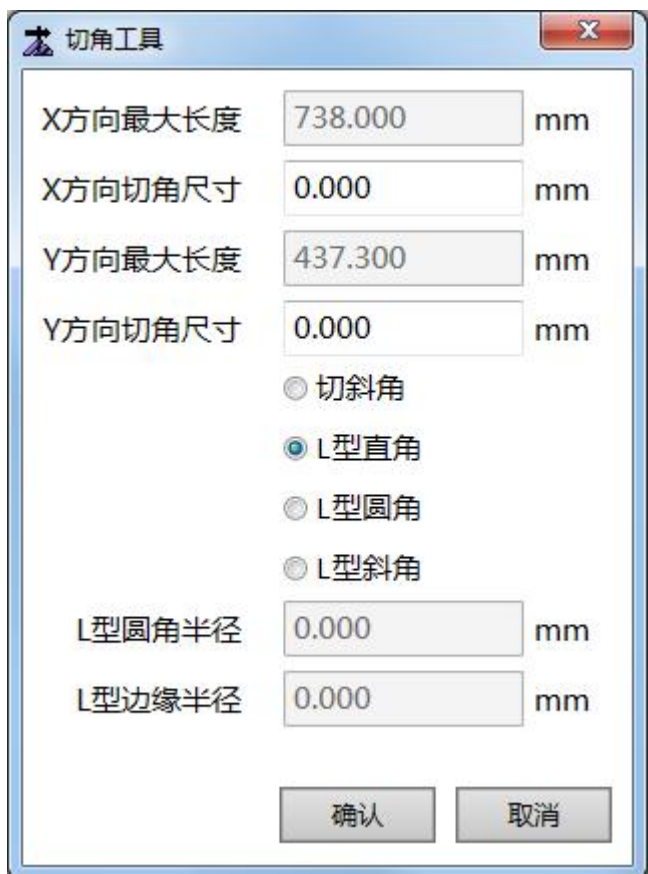 切角工具
X方向最大长度 738.000 mm
X方向切角尺寸 0.000 mm
Y方向最大长度 437.300 mm
Y方向切角尺寸 0.000 mm
切斜角
L型直角
L型圆角
L型斜角
L型圆角半径 0.000 mm
L型边缘半径 0.000 mm
确认 取消